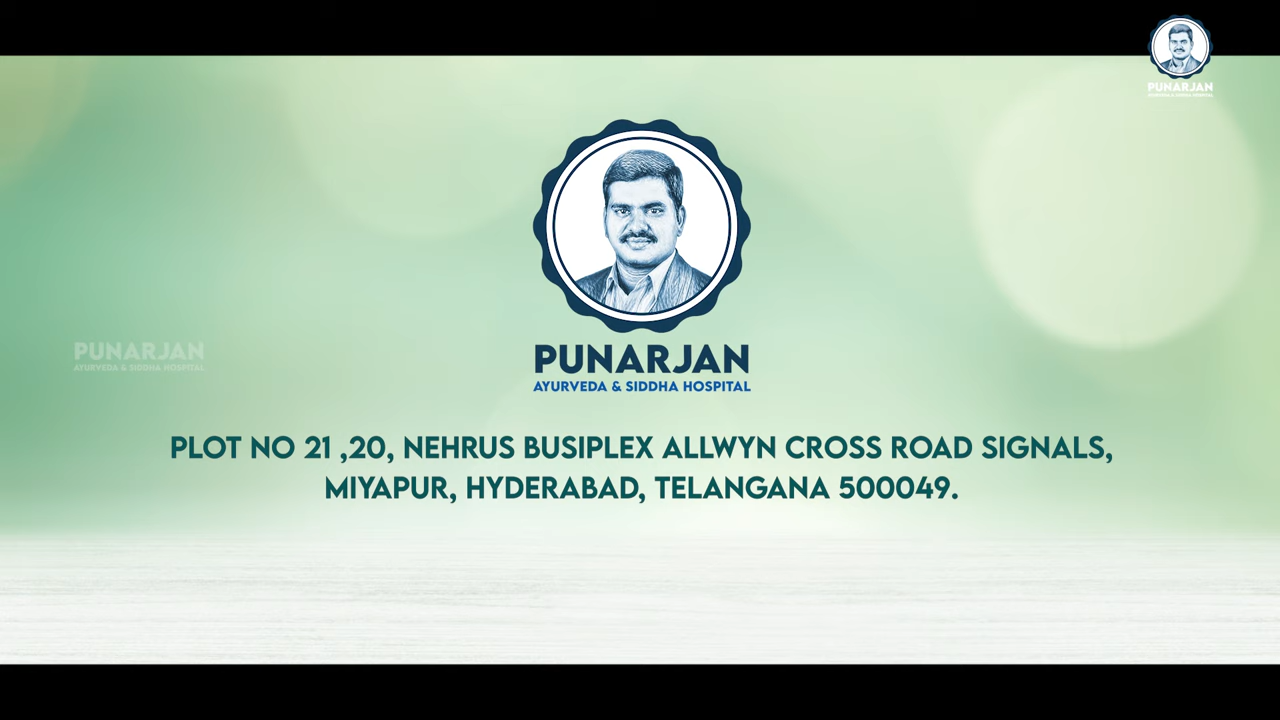 PUNARJAN
AYURVEDA & SIDDHA HOSPITAL
PUNARJAN
AYURVEDA & SIDDHA HOSPITAL
PUNARJAN
AYURVEDA & SIDDHA HOSPITAL
PLOT NO 21 ,20, NEHRUS BUSIPLEX ALLWYN CROSS ROAD SIGNALS,
MIYAPUR, HYDERABAD, TELANGANA 500049.